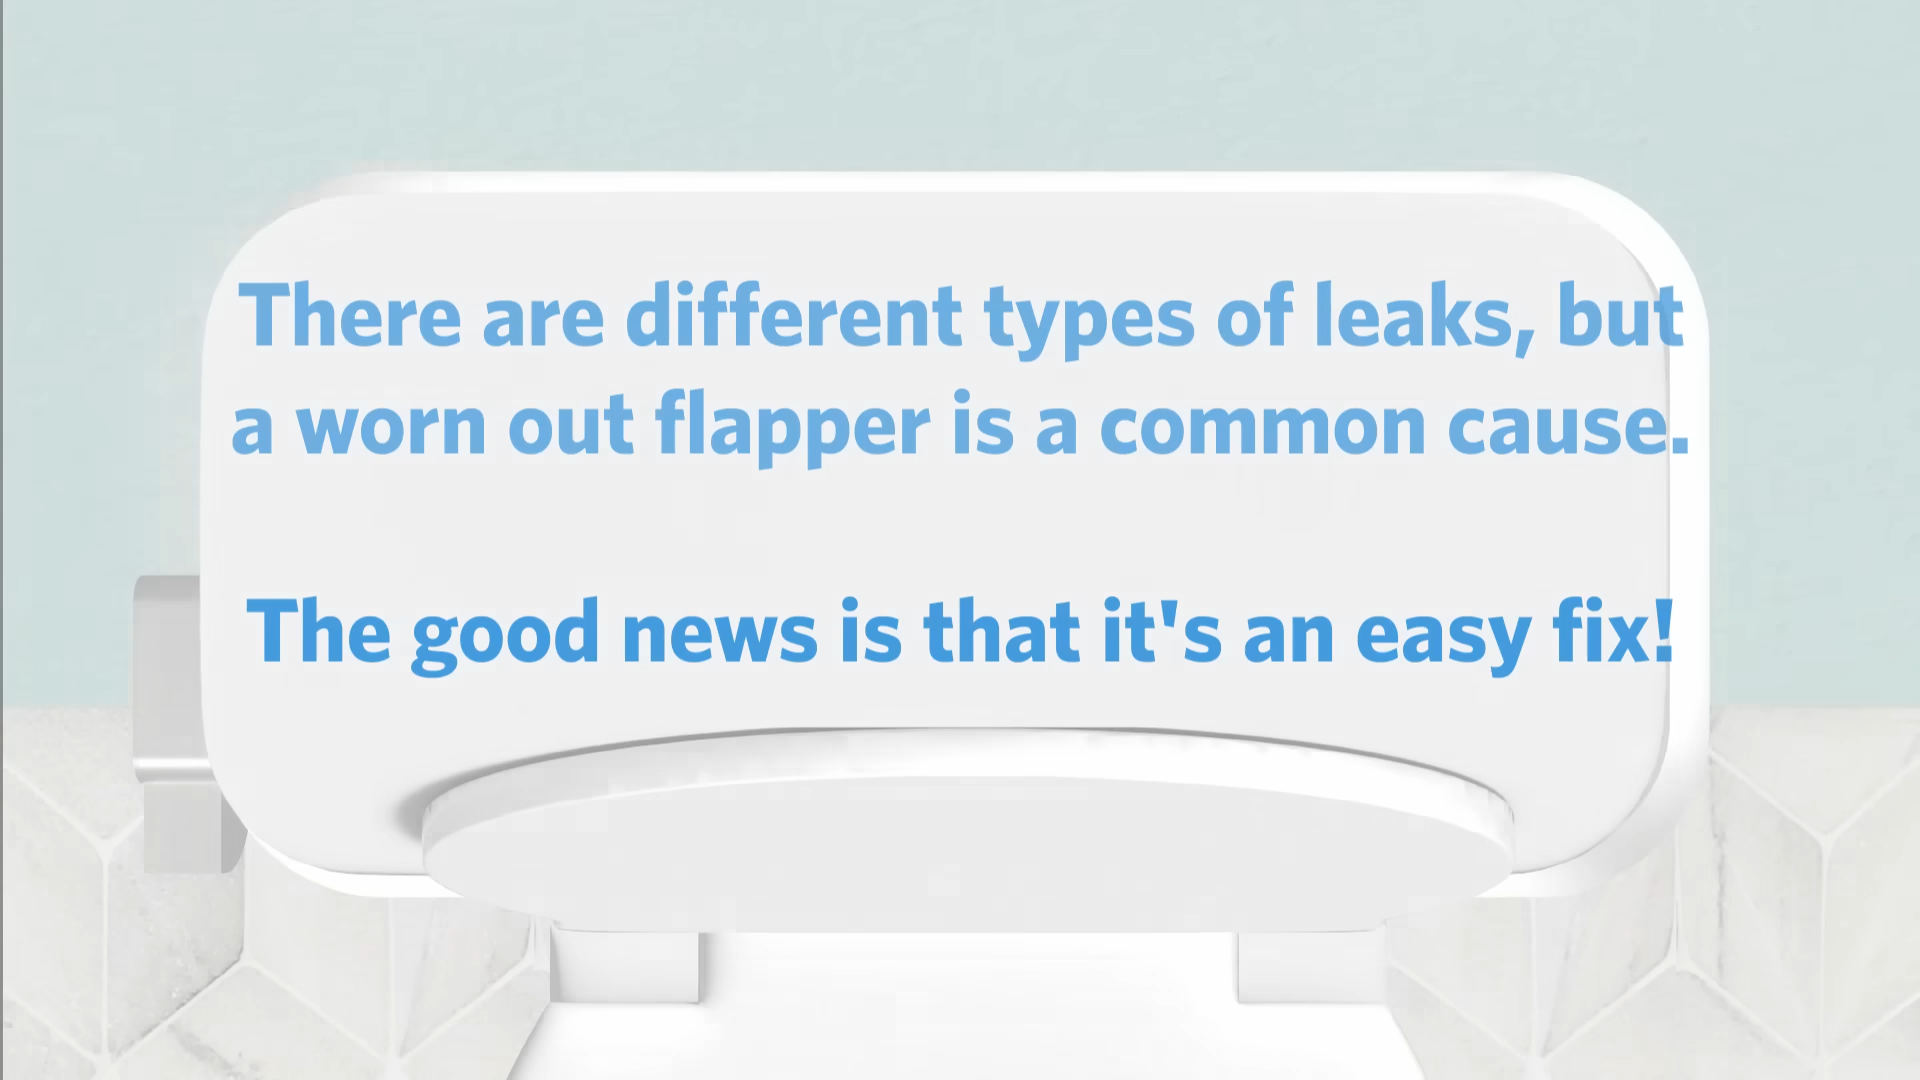 There are different types of leaks, but
a worn out flapper is a common cause.
The good news is that it's an easy fix!